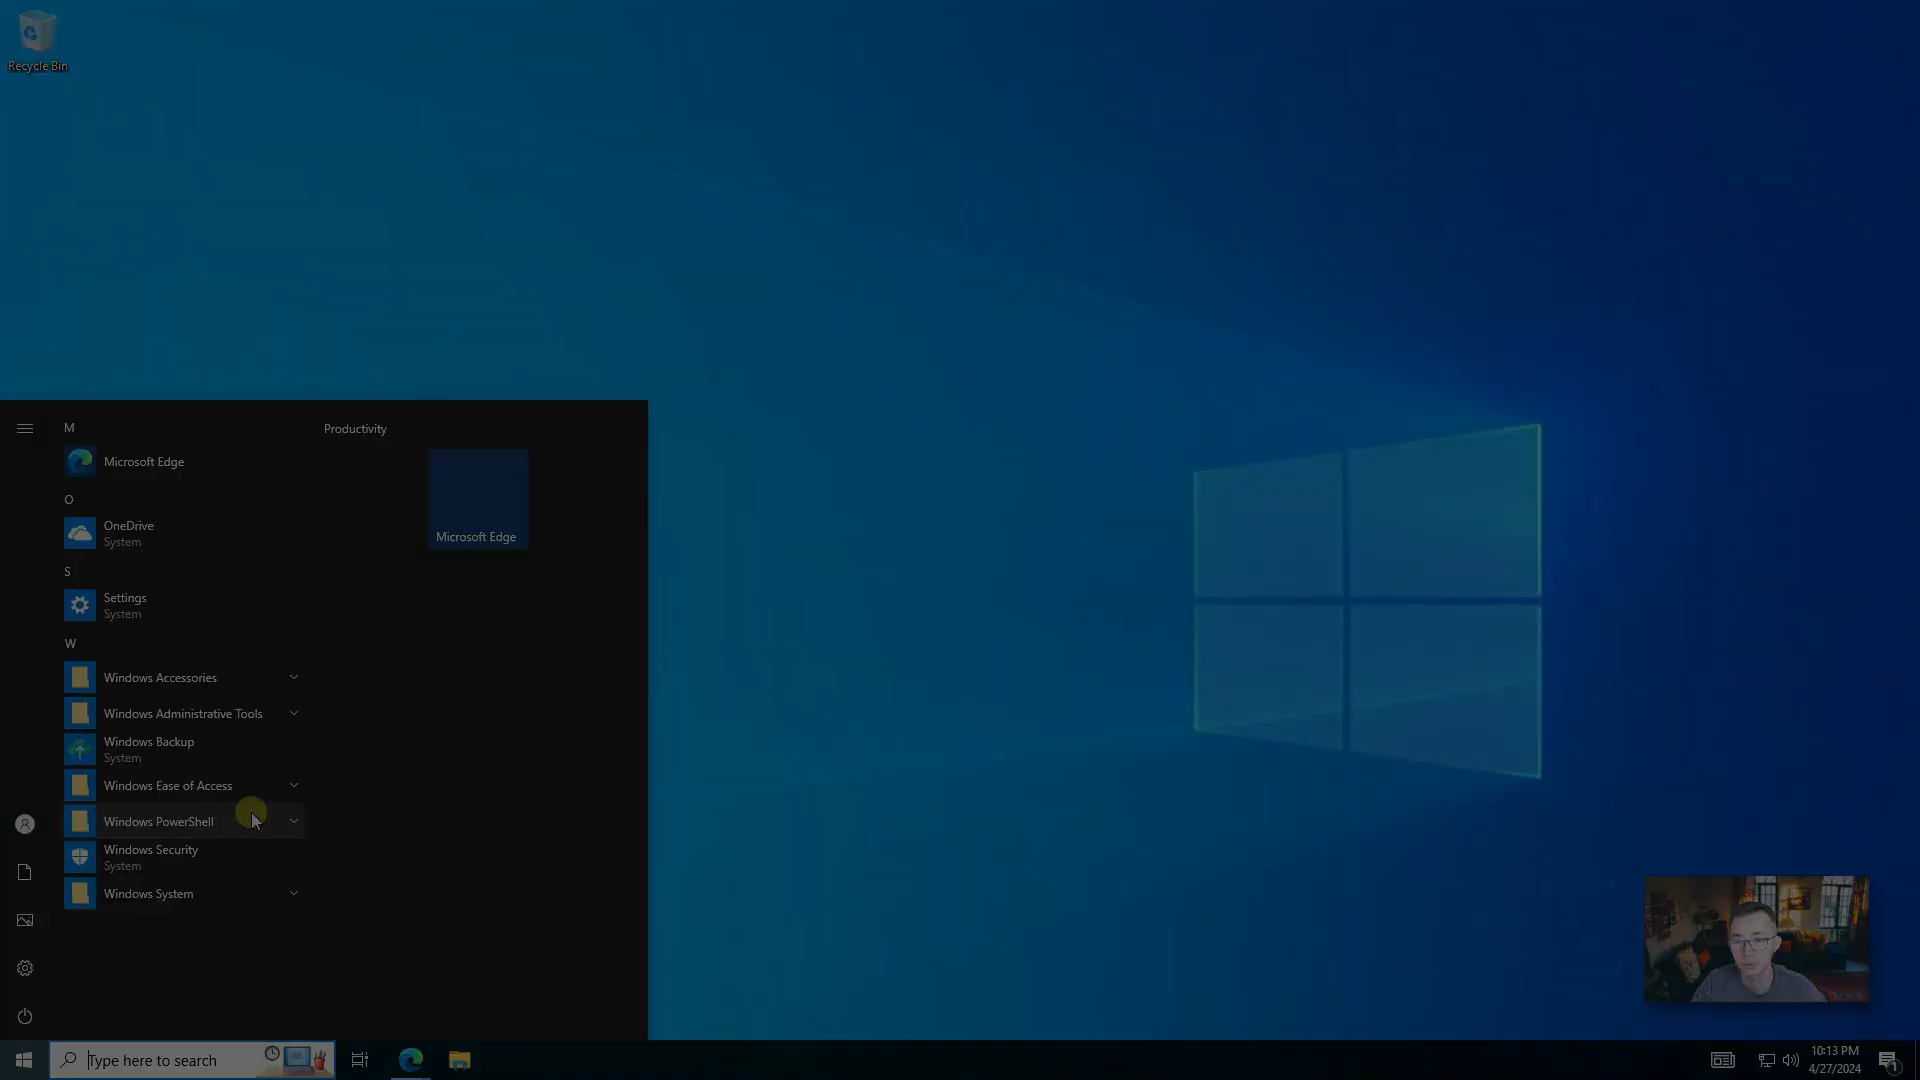 Recycle Bin
M
Productivity
Microsoft Edge
O
OneDrive
System
Microsoft Edge
S
Settings
System
W
Windows Accessories
Windows Administrative Tools
Windows Backup
System
Windows Ease of Access
Windows PowerShell
Windows Security
System
Windows System
Type here to search
10:13 PM
4/27/2024
1